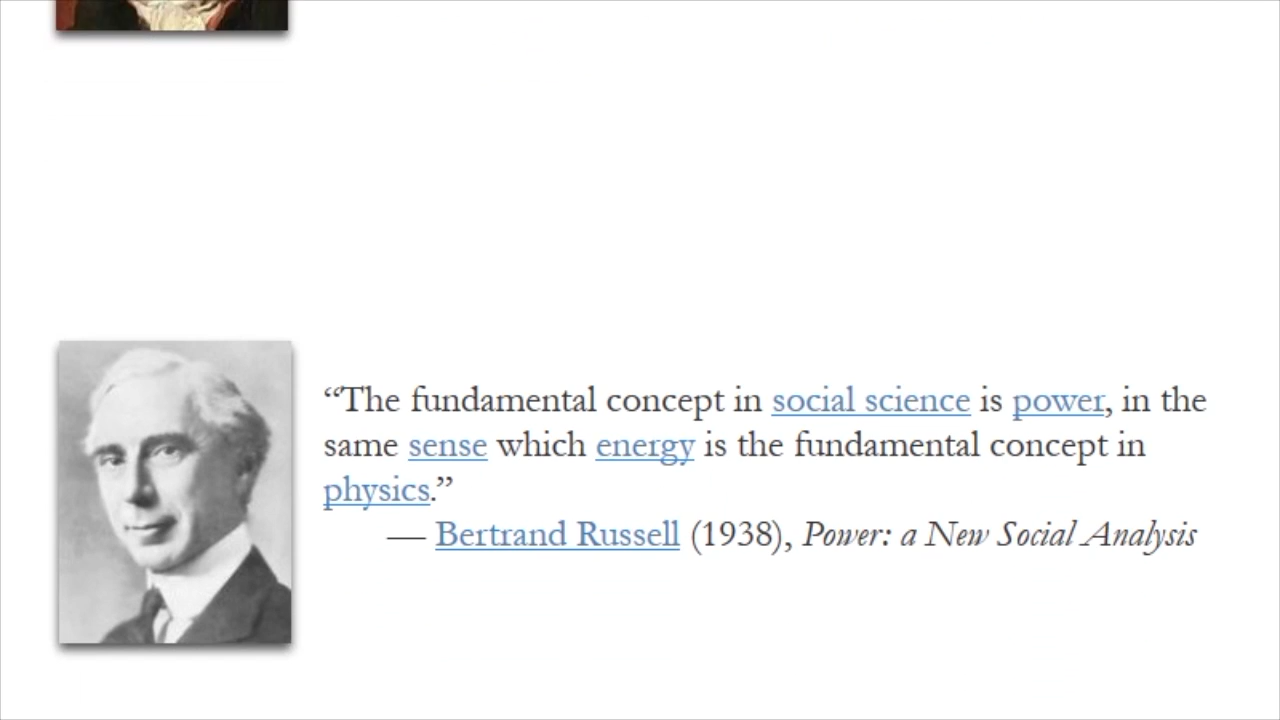 “The fundamental concept in social science is power, in the
same sense which energy is the fundamental concept in
physics.”
— Bertrand Russell (1938), Power: a New Social Analysis